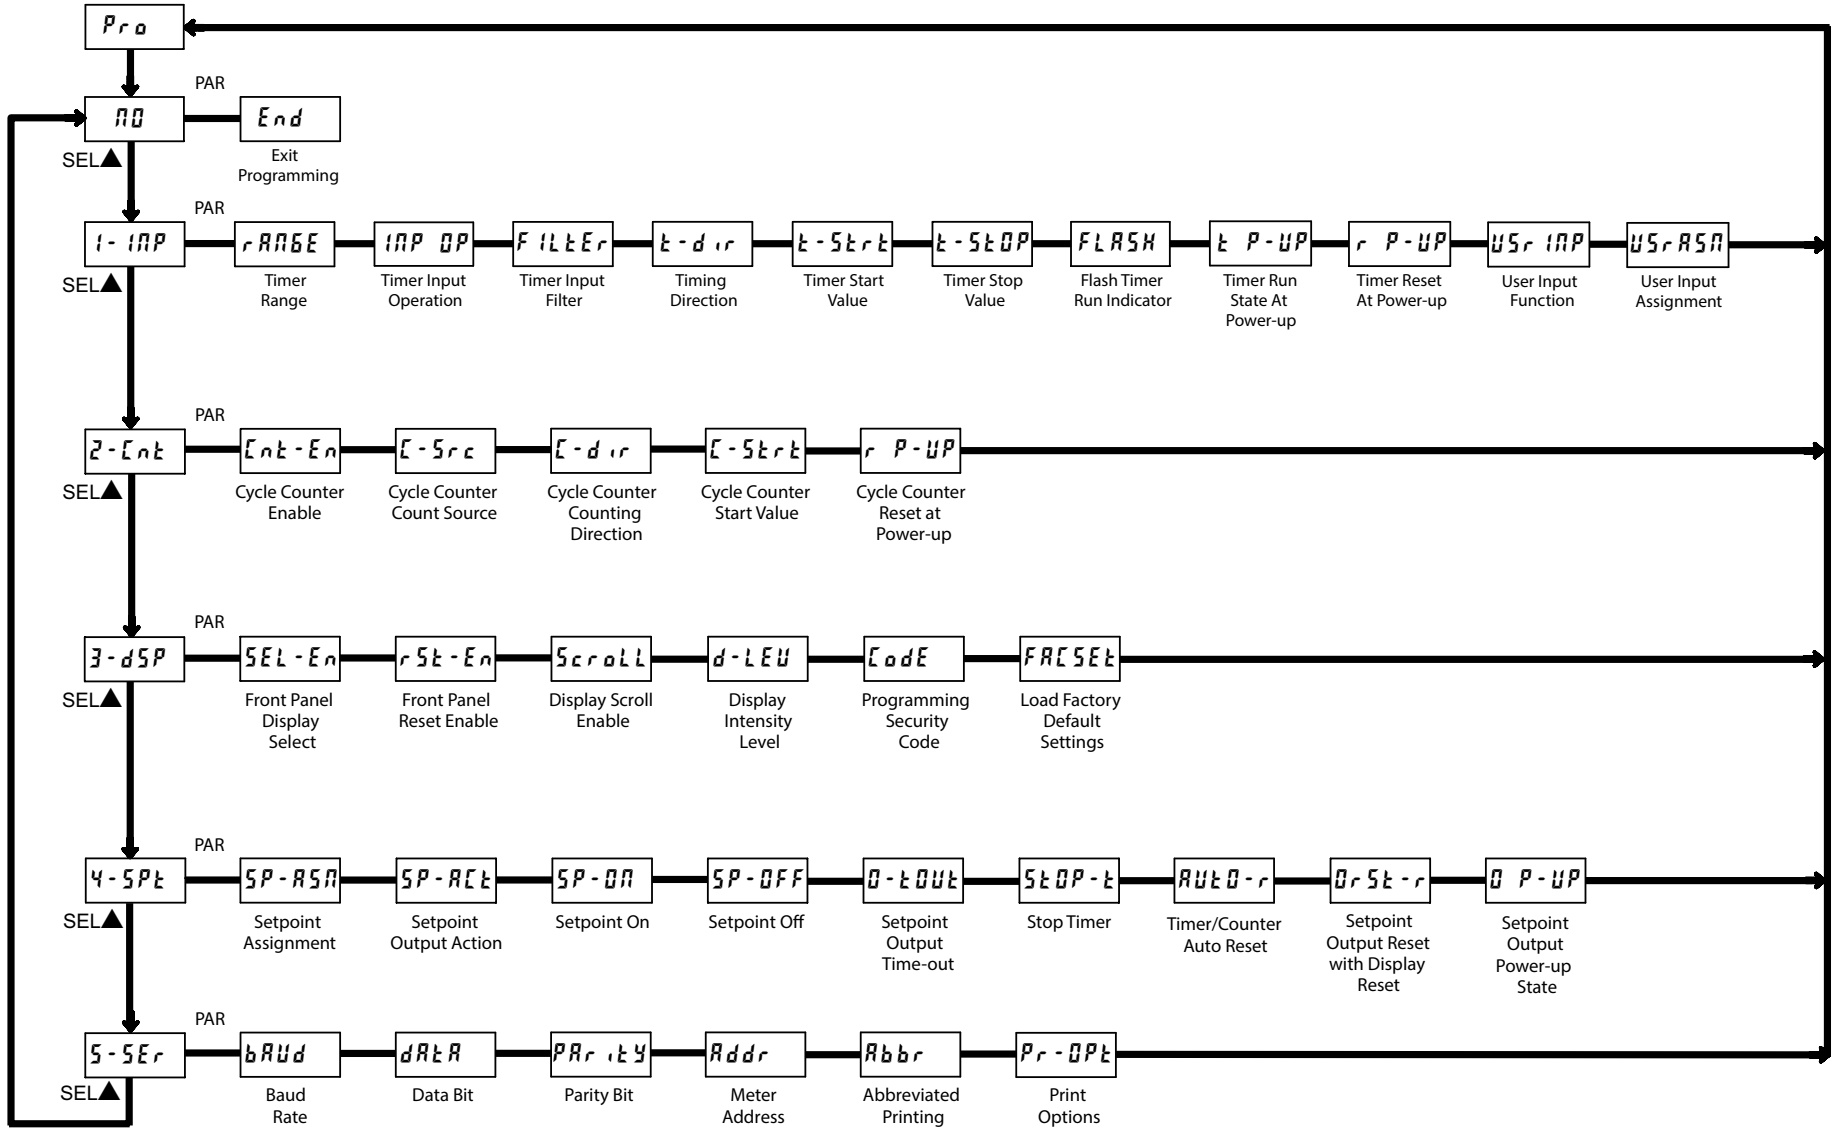 Pro
PAR
NO
End
SEL▲
Exit
Programming
PAR
1-INP
rANGE
INP OP
FILtEr
t-dir
t-Strt
t-StOP
FLASH
t P-UP
r P-UP
USrINP
USrASN
SEL▲
Timer
Range
Timer Input
Operation
Timer Input
Filter
Timing
Direction
Timer Start
Value
Timer Stop
Value
Flash Timer
Run Indicator
Timer Run
State At
Power-up
Timer Reset
At Power-up
User Input
Function
User Input
Assignment
PAR
2-Cnt
Cnt-En
C-Src
C-dir
C-Strt
r P-UP
SEL▲
Cycle Counter
Enable
Cycle Counter
Count Source
Cycle Counter
Counting
Direction
Cycle Counter
Start Value
Cycle Counter
Reset at
Power-up
PAR
3-dSP
SEL-En
rSt-En
ScroLL
d-LEV
CodE
FACSEt
SEL▲
Front Panel
Display
Select
Front Panel
Reset Enable
Display Scroll
Enable
Display
Intensity
Level
Programming
Security
Code
Load Factory
Default
Settings
PAR
4-SPt
SP-ASN
SP-ACt
SP-ON
SP-OFF
O-tOUt
StOP-t
AUtO-r
OrSt-r
O P-UP
SEL▲
Setpoint
Assignment
Setpoint
Output Action
Setpoint On
Setpoint Off
Setpoint
Output
Time-out
Stop Timer
Timer/Counter
Auto Reset
Setpoint
Output Reset
with Display
Reset
Setpoint
Output
Power-up
State
PAR
5-SEr
bAUd
dAtA
PAritY
Addr
Abbr
Pr-OPt
SEL▲
Baud
Rate
Data Bit
Parity Bit
Meter
Address
Abbreviated
Printing
Print
Options